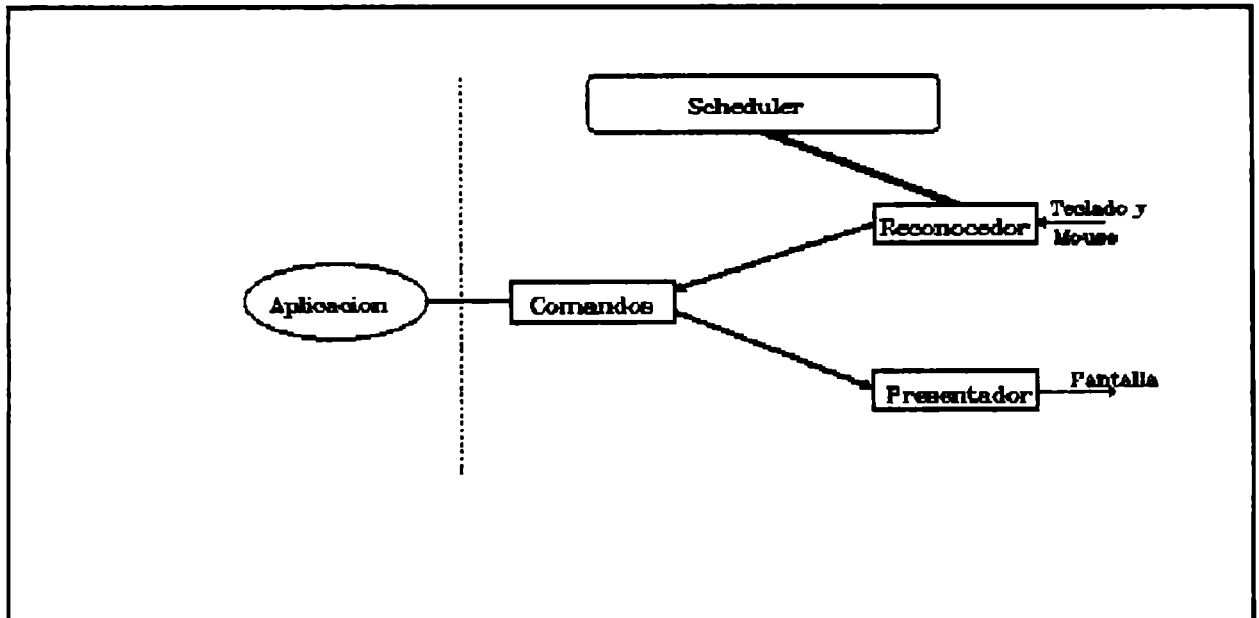 Scheduler
Teclado y
Mouse
Reconocedor
Aplicacion
Comandos
Pantalla
Presentador